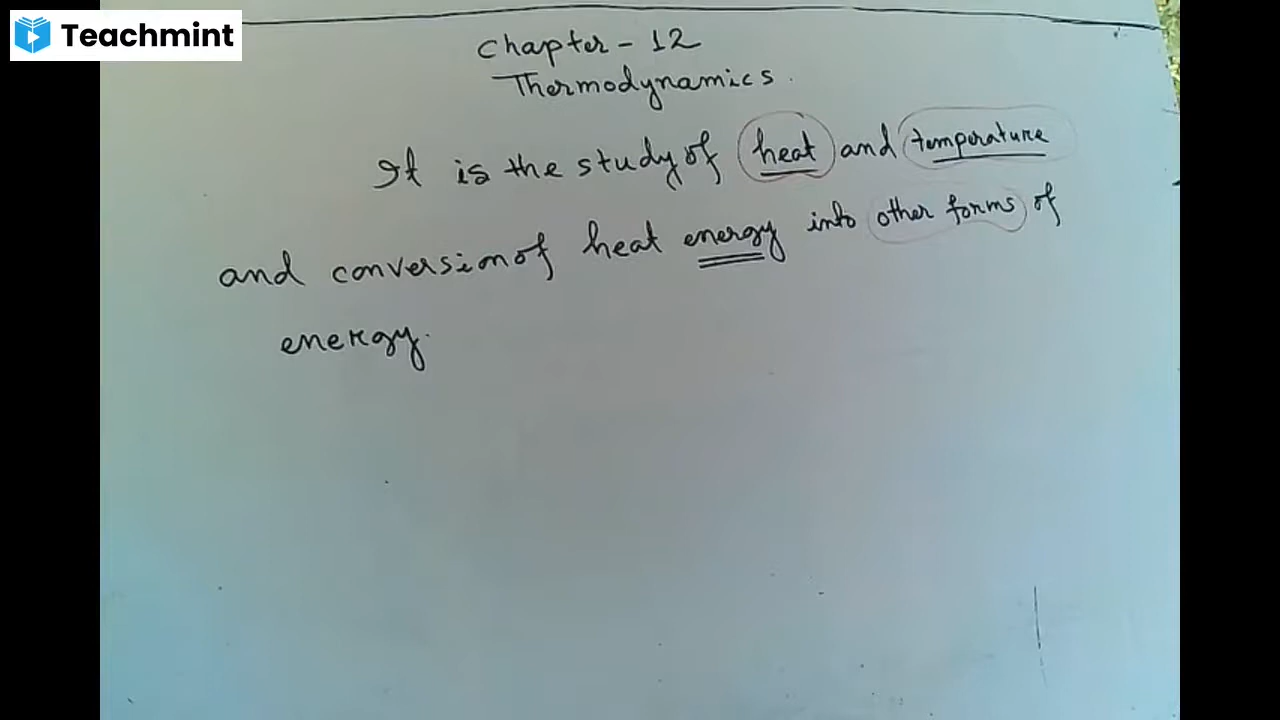 Teachmint
Chapter - 12
Thermodynamics.
It is the study of heat and temperature
and conversion of heat energy into other forms of
energy.